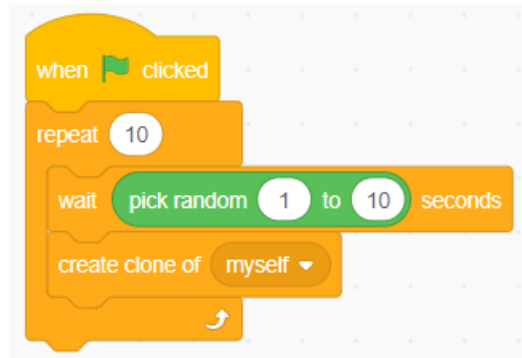 when clicked
repeat 10
wait pick random 1 to 10 seconds
create clone of myself